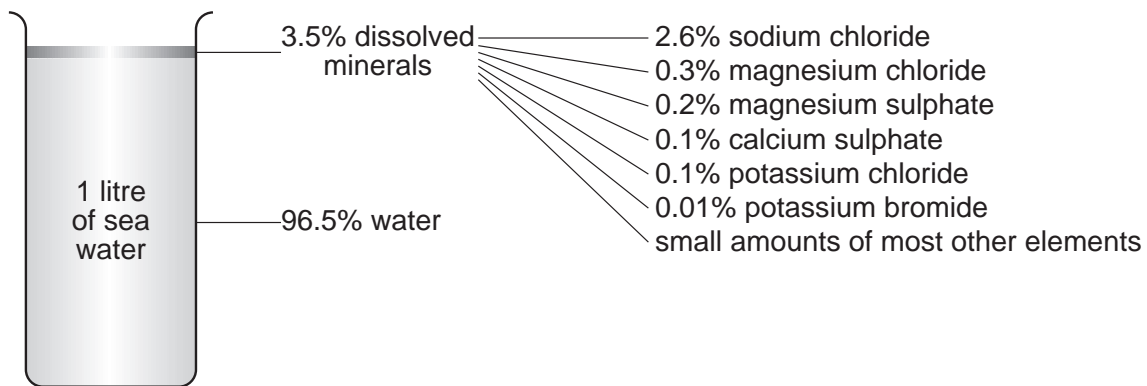 3.5% dissolved
minerals
2.6% sodium chloride
0.3% magnesium chloride
0.2% magnesium sulphate
0.1% calcium sulphate
0.1% potassium chloride
0.01% potassium bromide
small amounts of most other elements
1 litre
of sea
water
96.5% water